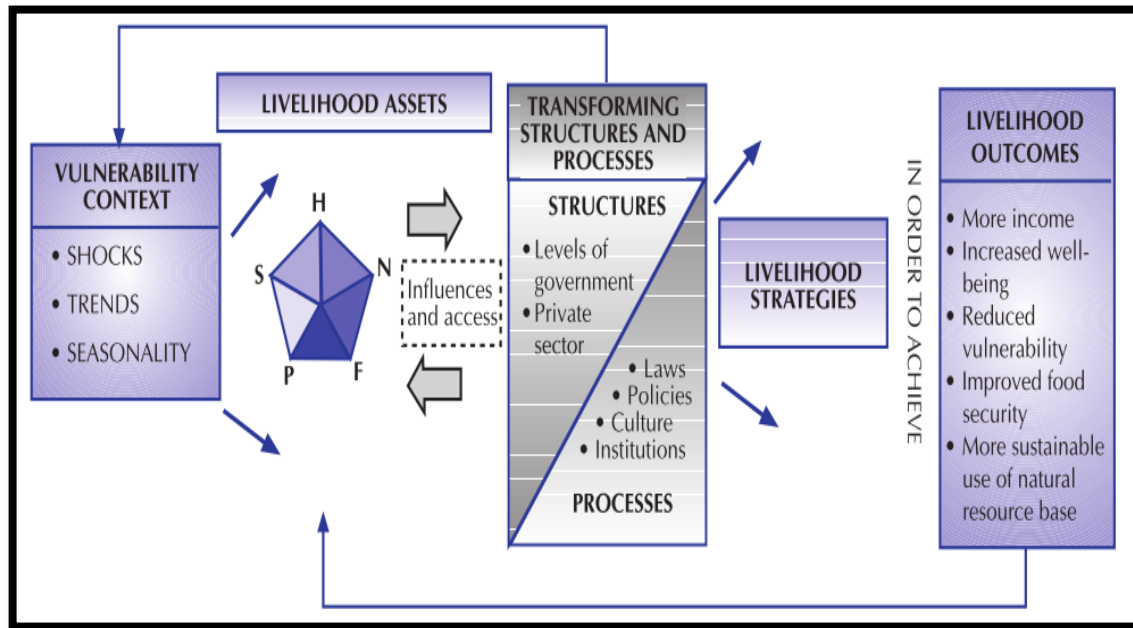 LIVELIHOOD ASSETS
VULNERABILITY
CONTEXT
• SHOCKS
• TRENDS
• SEASONALITY
H
S
N
P
F
Influences
and access
TRANSFORMING
STRUCTURES AND
PROCESSES
STRUCTURES
• Levels of
government
• Private
sector
• Laws
• Policies
• Culture
• Institutions
PROCESSES
LIVELIHOOD
STRATEGIES
IN ORDER TO ACHIEVE
LIVELIHOOD
OUTCOMES
• More income
• Increased well-
being
• Reduced
vulnerability
• Improved food
security
• More sustainable
use of natural
resource base